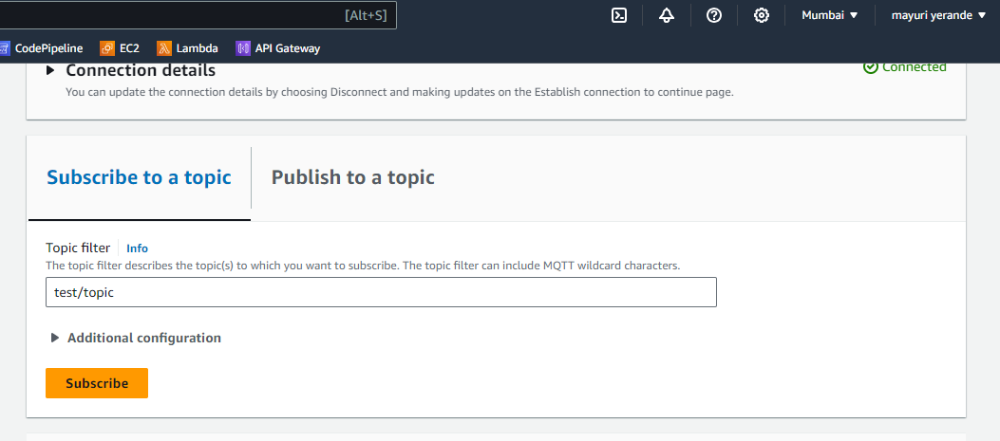 [Alt+S]
Mumbai
mayuri yerande
CodePipeline
EC2
Lambda
API Gateway
Connection details
Connected
You can update the connection details by choosing Disconnect and making updates on the Establish connection to continue page.
Subscribe to a topic
Publish to a topic
Topic filter
Info
The topic filter describes the topic(s) to which you want to subscribe. The topic filter can include MQTT wildcard characters.
test/topic
Additional configuration
Subscribe